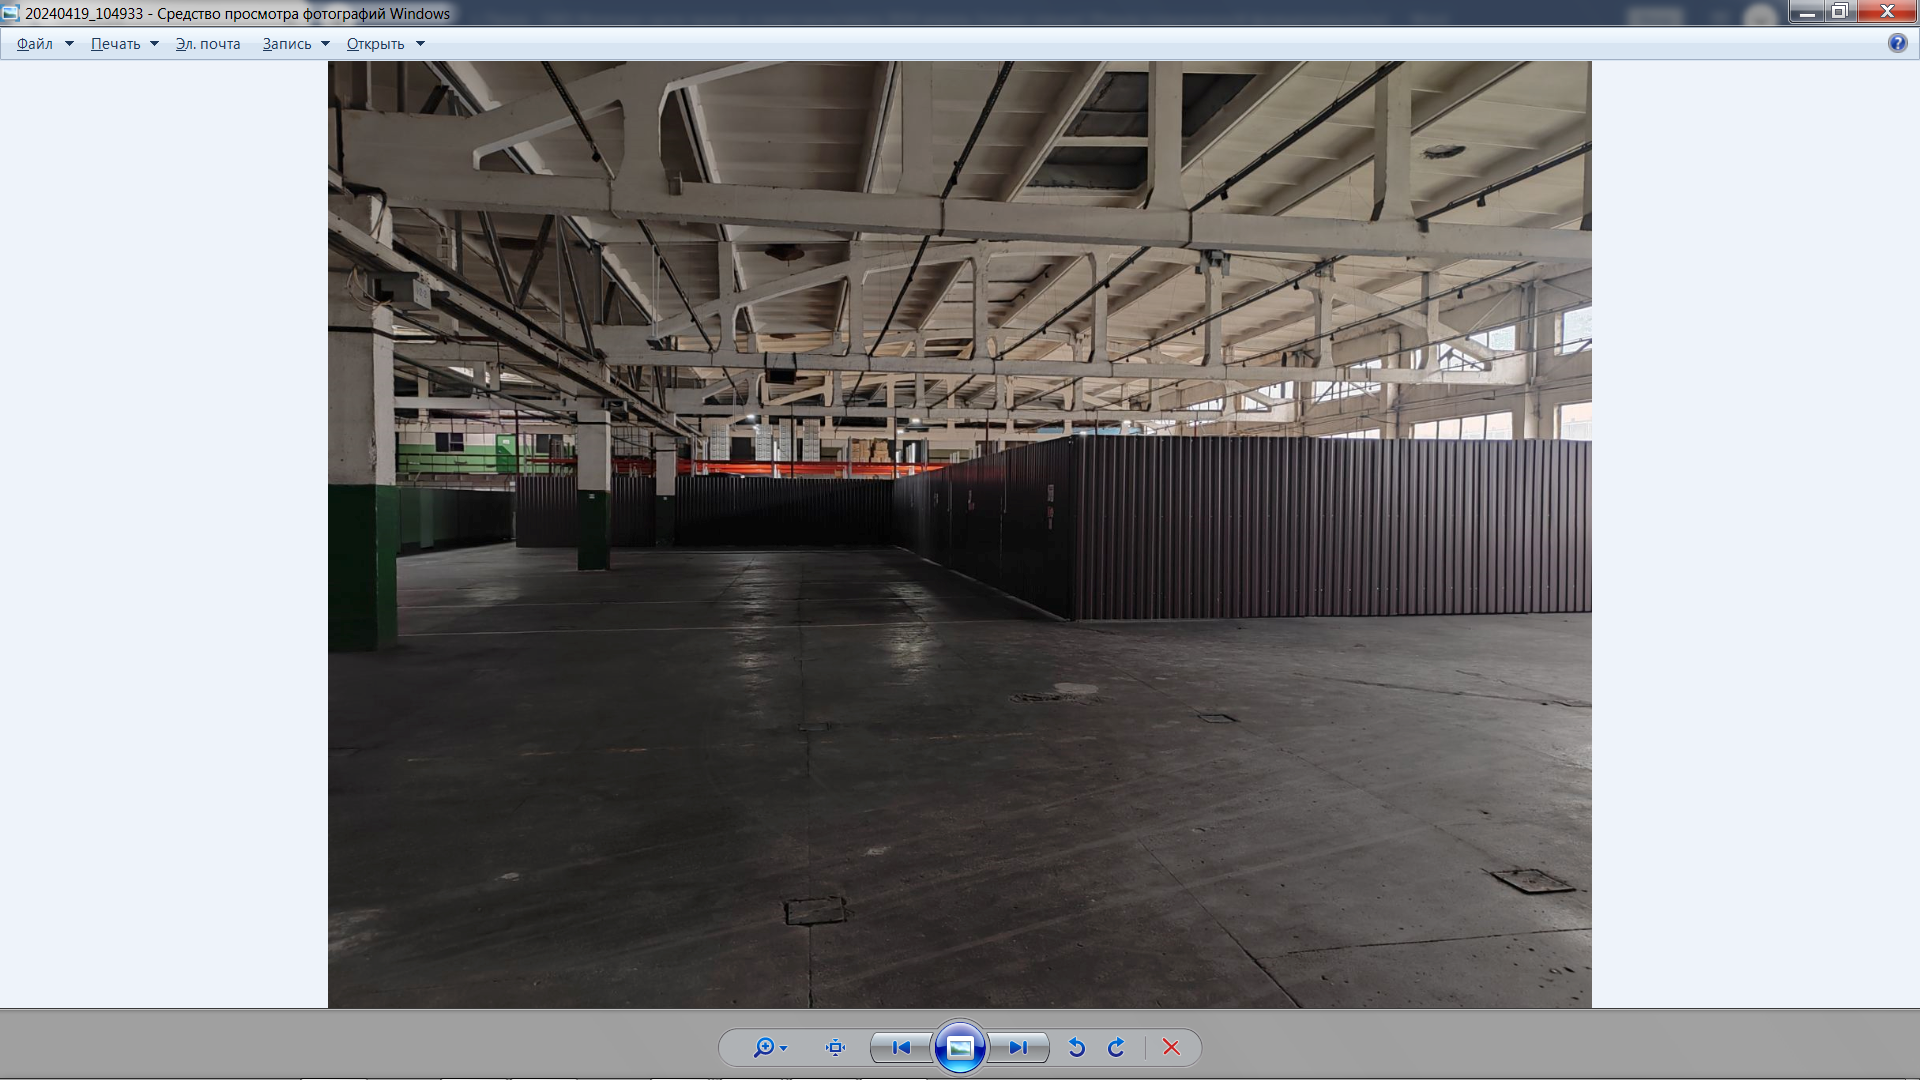 20240419_104933 - Средство просмотра фотографий Windows
Файл Печать Эл. почта Запись Открыть